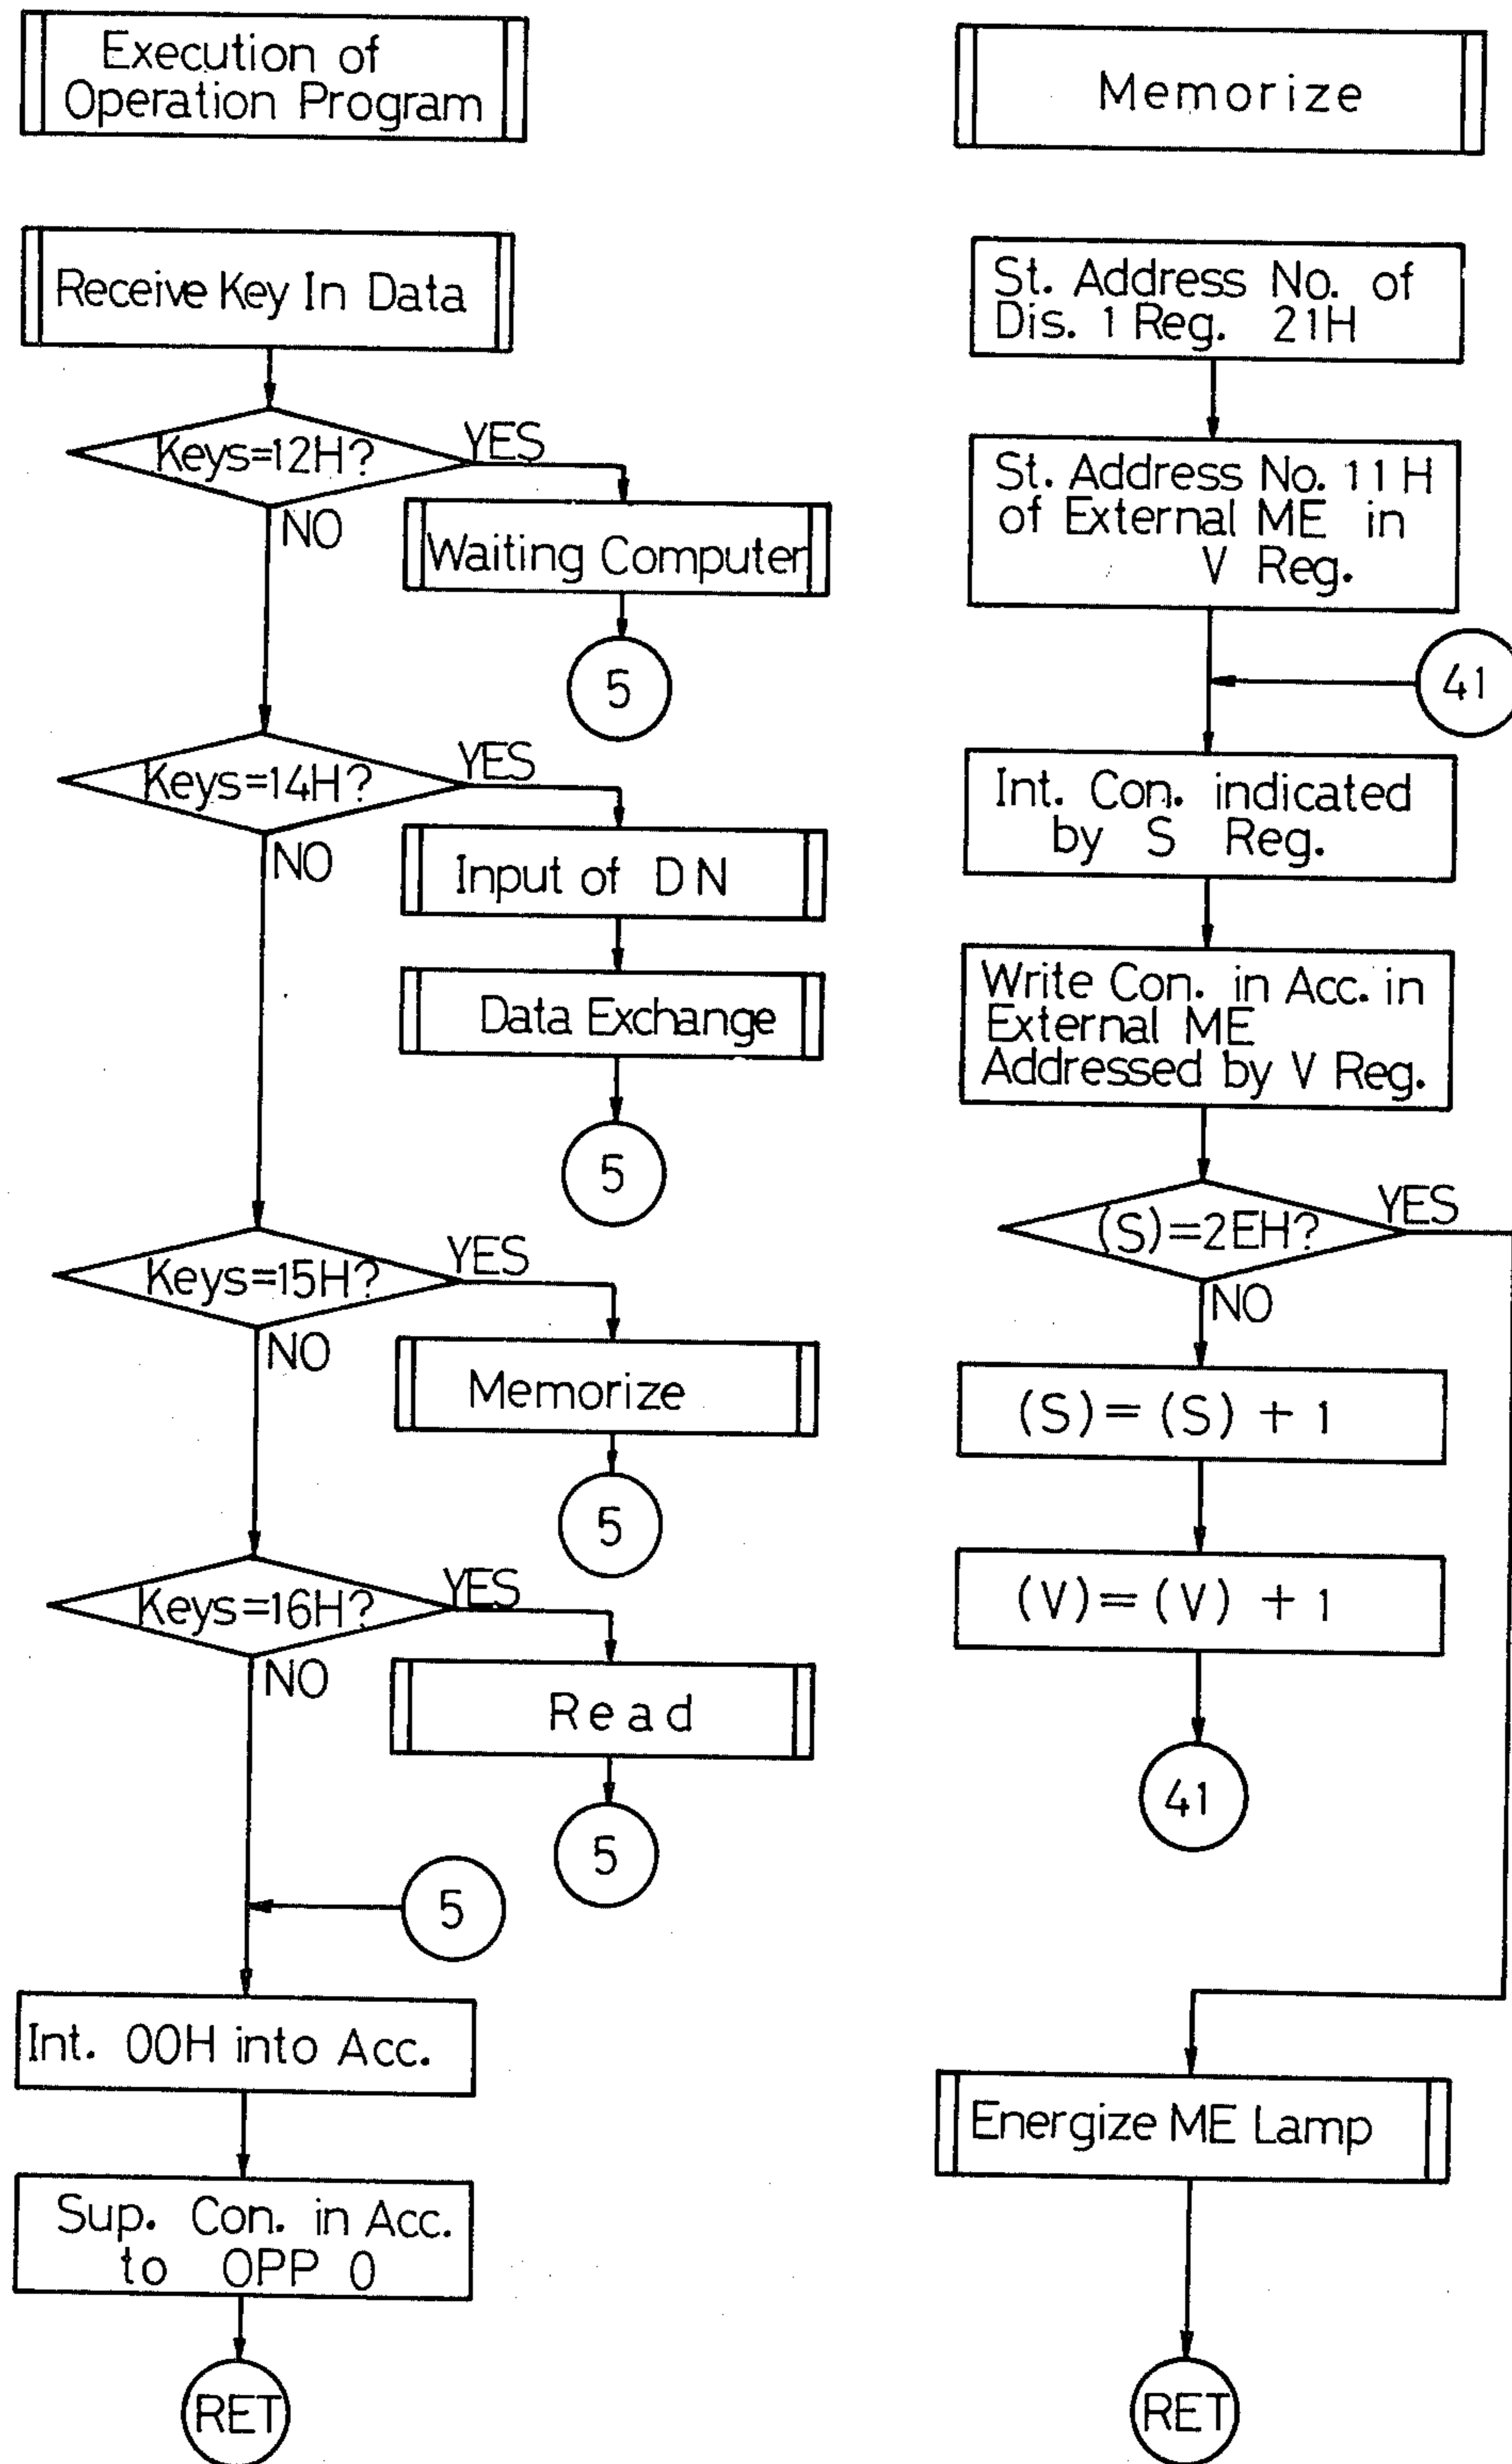 Execution of
Operation Program
Receive Key In Data
Keys=12H?
YES
NO
Waiting Computer
5
Keys=14H?
YES
NO
Input of DN
Data Exchange
5
Keys=15H?
YES
NO
Memorize
5
Keys=16H?
YES
NO
Read
5
5
Int. 00H into Acc.
Sup. Con. in Acc.
to OPP 0
RET
Memorize
St. Address No. of
Dis. 1 Reg. 21H
St. Address No. 11H
of External ME in
V Reg.
41
Int. Con. indicated
by S Reg.
Write Con. in Acc. in
External ME
Addressed by V Reg.
(S)=2EH?
YES
NO
(S)=(S) + 1
(V)=(V) + 1
41
Energize ME Lamp
RET